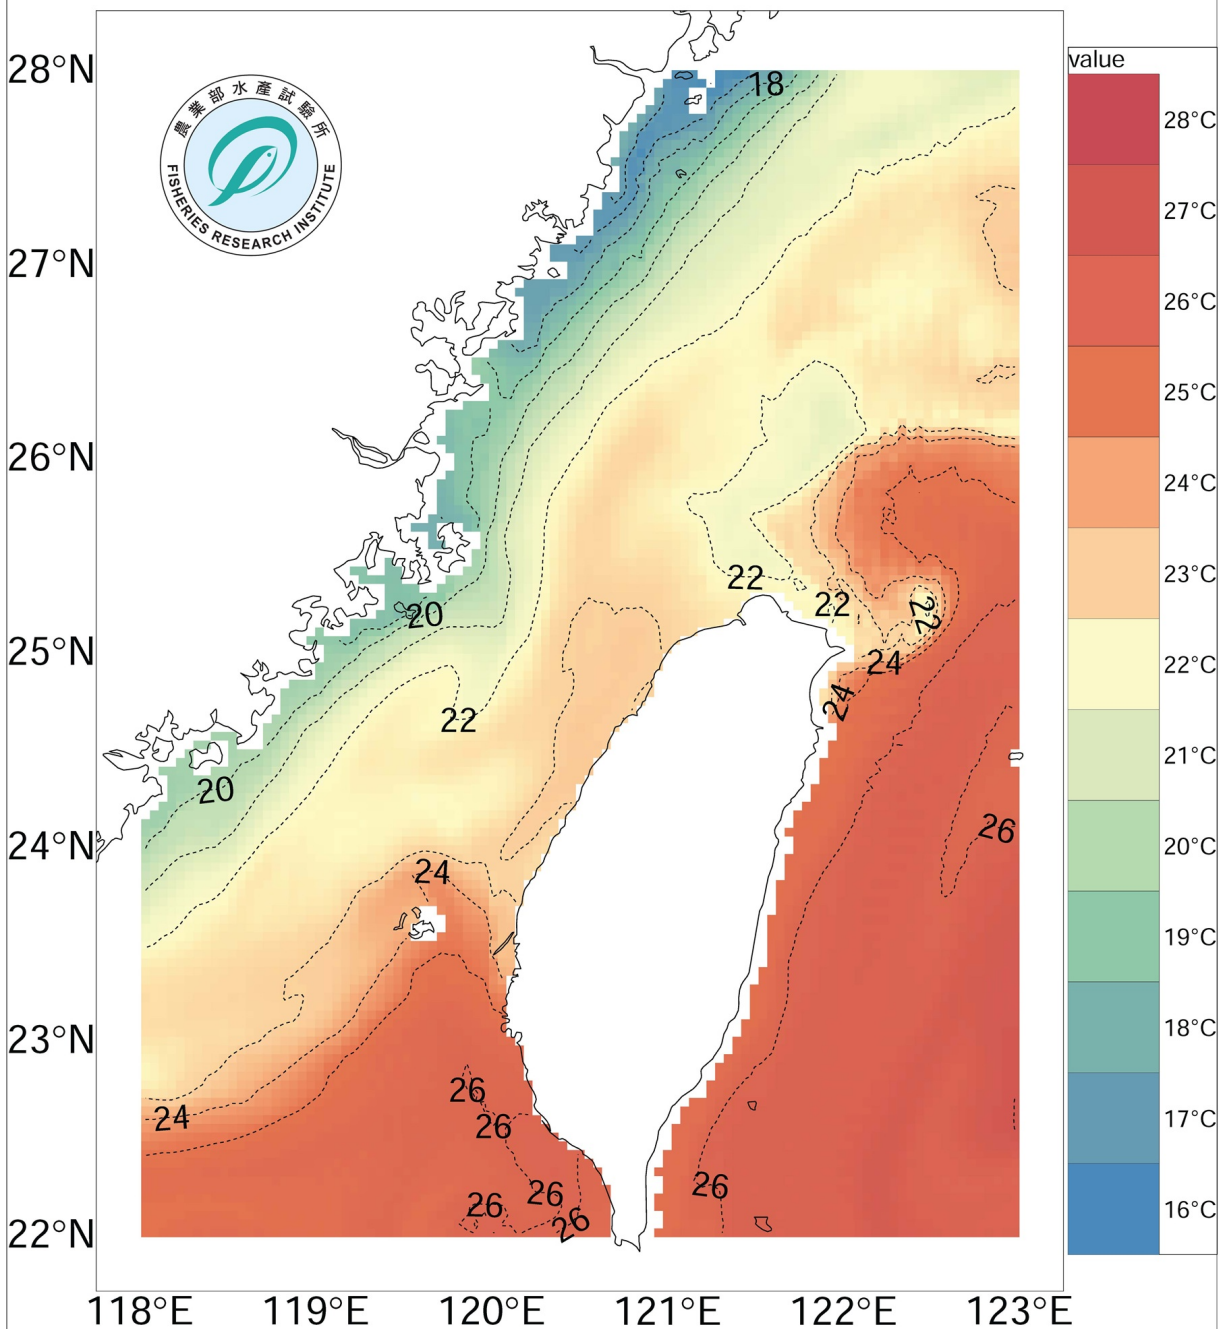 農業部水產試驗所
FISHERIES RESEARCH INSTITUTE
28°N
27°N
26°N
25°N
24°N
23°N
22°N
118°E 119°E 120°E 121°E 122°E 123°E
18
22
22
22
20
24
24
22
20
26
24
24
26
26
26
26
26
26
value
28°C
27°C
26°C
25°C
24°C
23°C
22°C
21°C
20°C
19°C
18°C
17°C
16°C